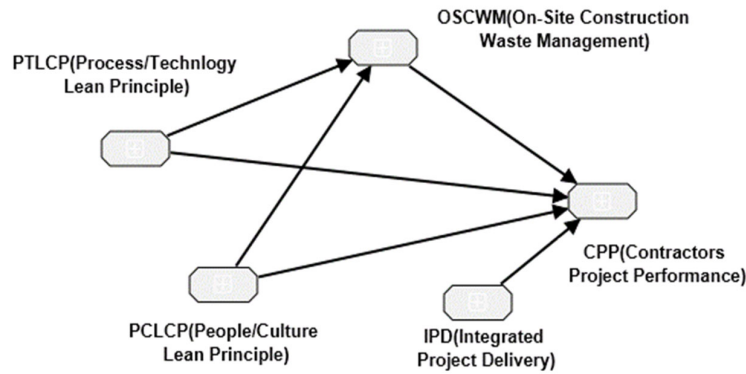 OSCWM(On-Site Construction
Waste Management)
PTLCP(Process/Technlogy
Lean Principle)
CPP(Contractors
Project Performance)
PCLCP(People/Culture
Lean Principle)
IPD(Integrated
Project Delivery)